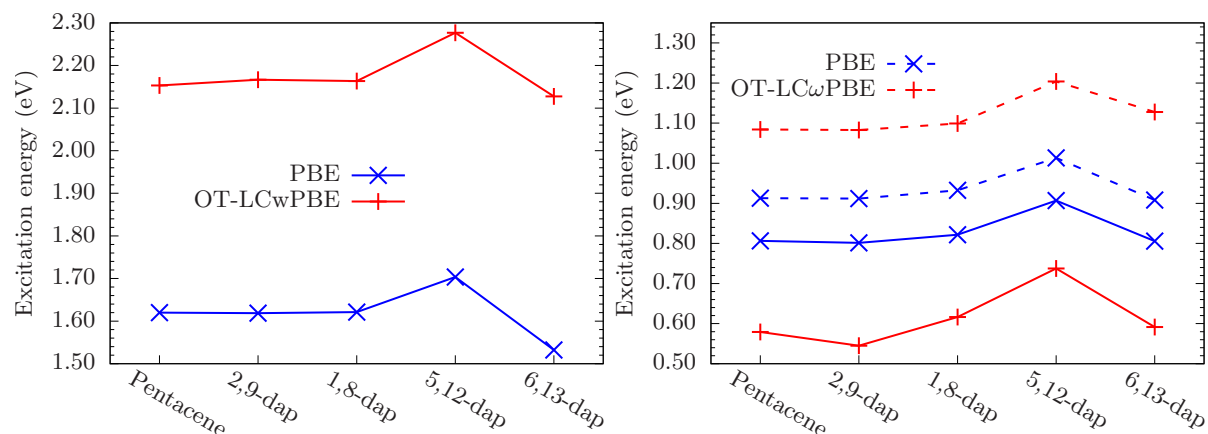 Excitation energy (eV)
2.30
2.20
2.10
2.00
1.90
1.80
1.70
1.60
1.50
PBE
OT-LCwPBE
Pentacene
2,9-dap
1,8-dap
5,12-dap
6,13-dap
Excitation energy (eV)
1.30
1.20
1.10
1.00
0.90
0.80
0.70
0.60
0.50
PBE
OT-LCωPBE
Pentacene
2,9-dap
1,8-dap
5,12-dap
6,13-dap